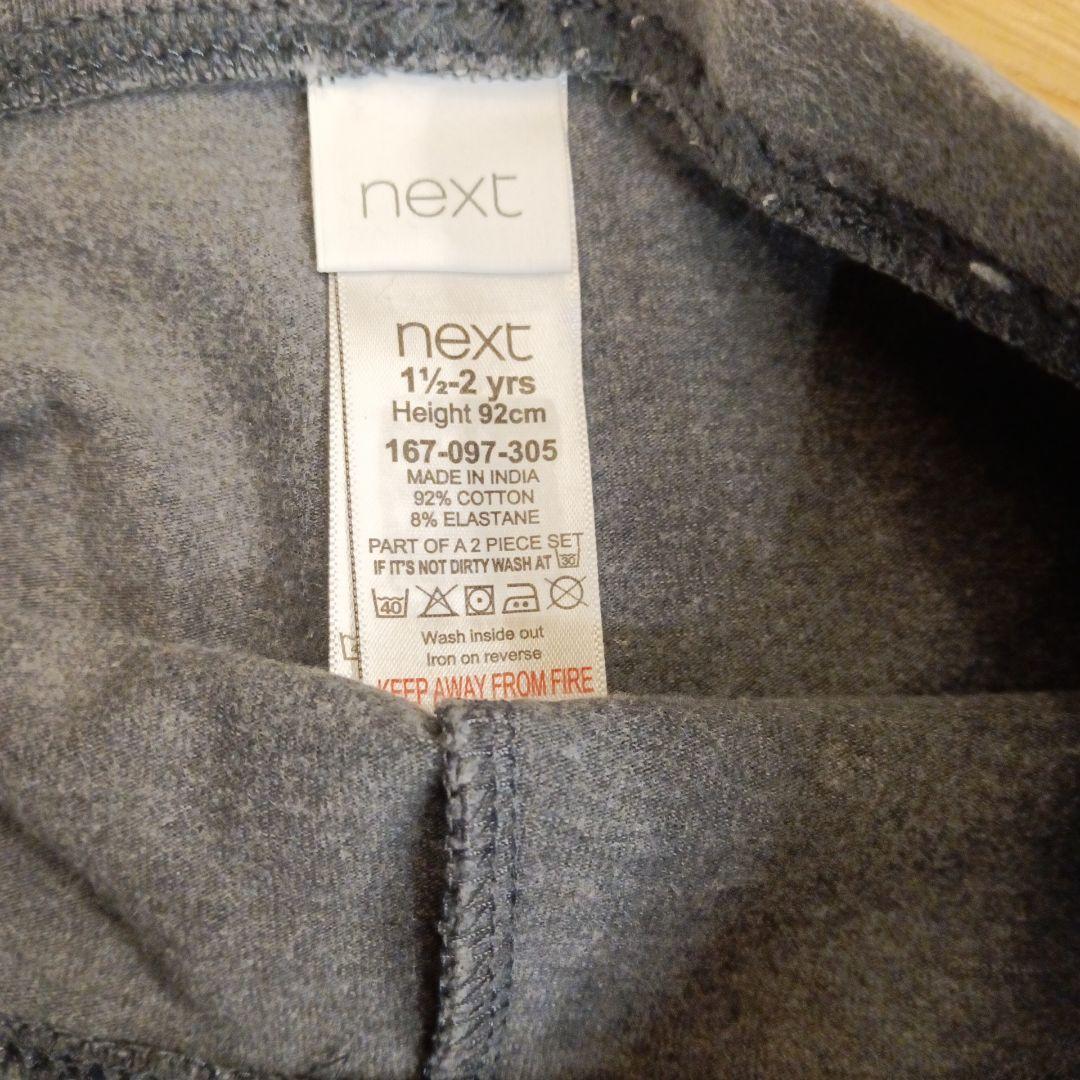 next
next
1½-2 yrs
Height 92cm
167-097-305
MADE IN INDIA
92% COTTON
8% ELASTANE
PART OF A 2 PIECE SET
IF IT'S NOT DIRTY WASH AT 30
40
Wash inside out
Iron on reverse
KEEP AWAY FROM FIRE